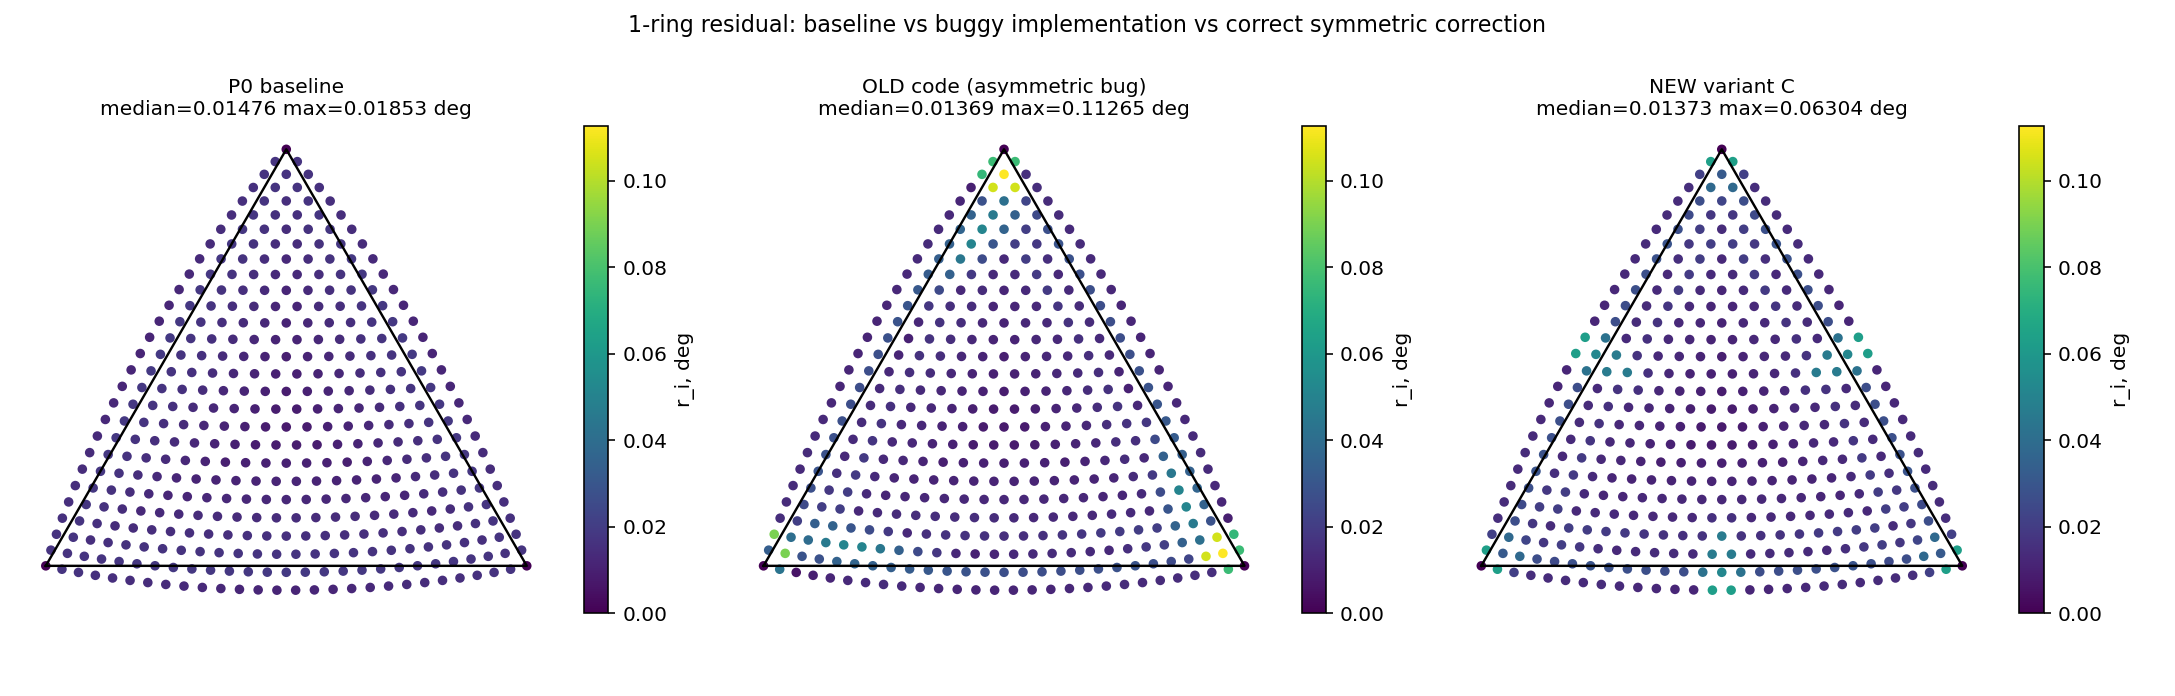 1-ring residual: baseline vs buggy implementation vs correct symmetric correction
P0 baseline
median=0.01476 max=0.01853 deg
0.10
0.08
0.06
0.04
0.02
0.00
r_i, deg
OLD code (asymmetric bug)
median=0.01369 max=0.11265 deg
0.10
0.08
0.06
0.04
0.02
0.00
r_i, deg
NEW variant C
median=0.01373 max=0.06304 deg
0.10
0.08
0.06
0.04
0.02
0.00
r_i, deg